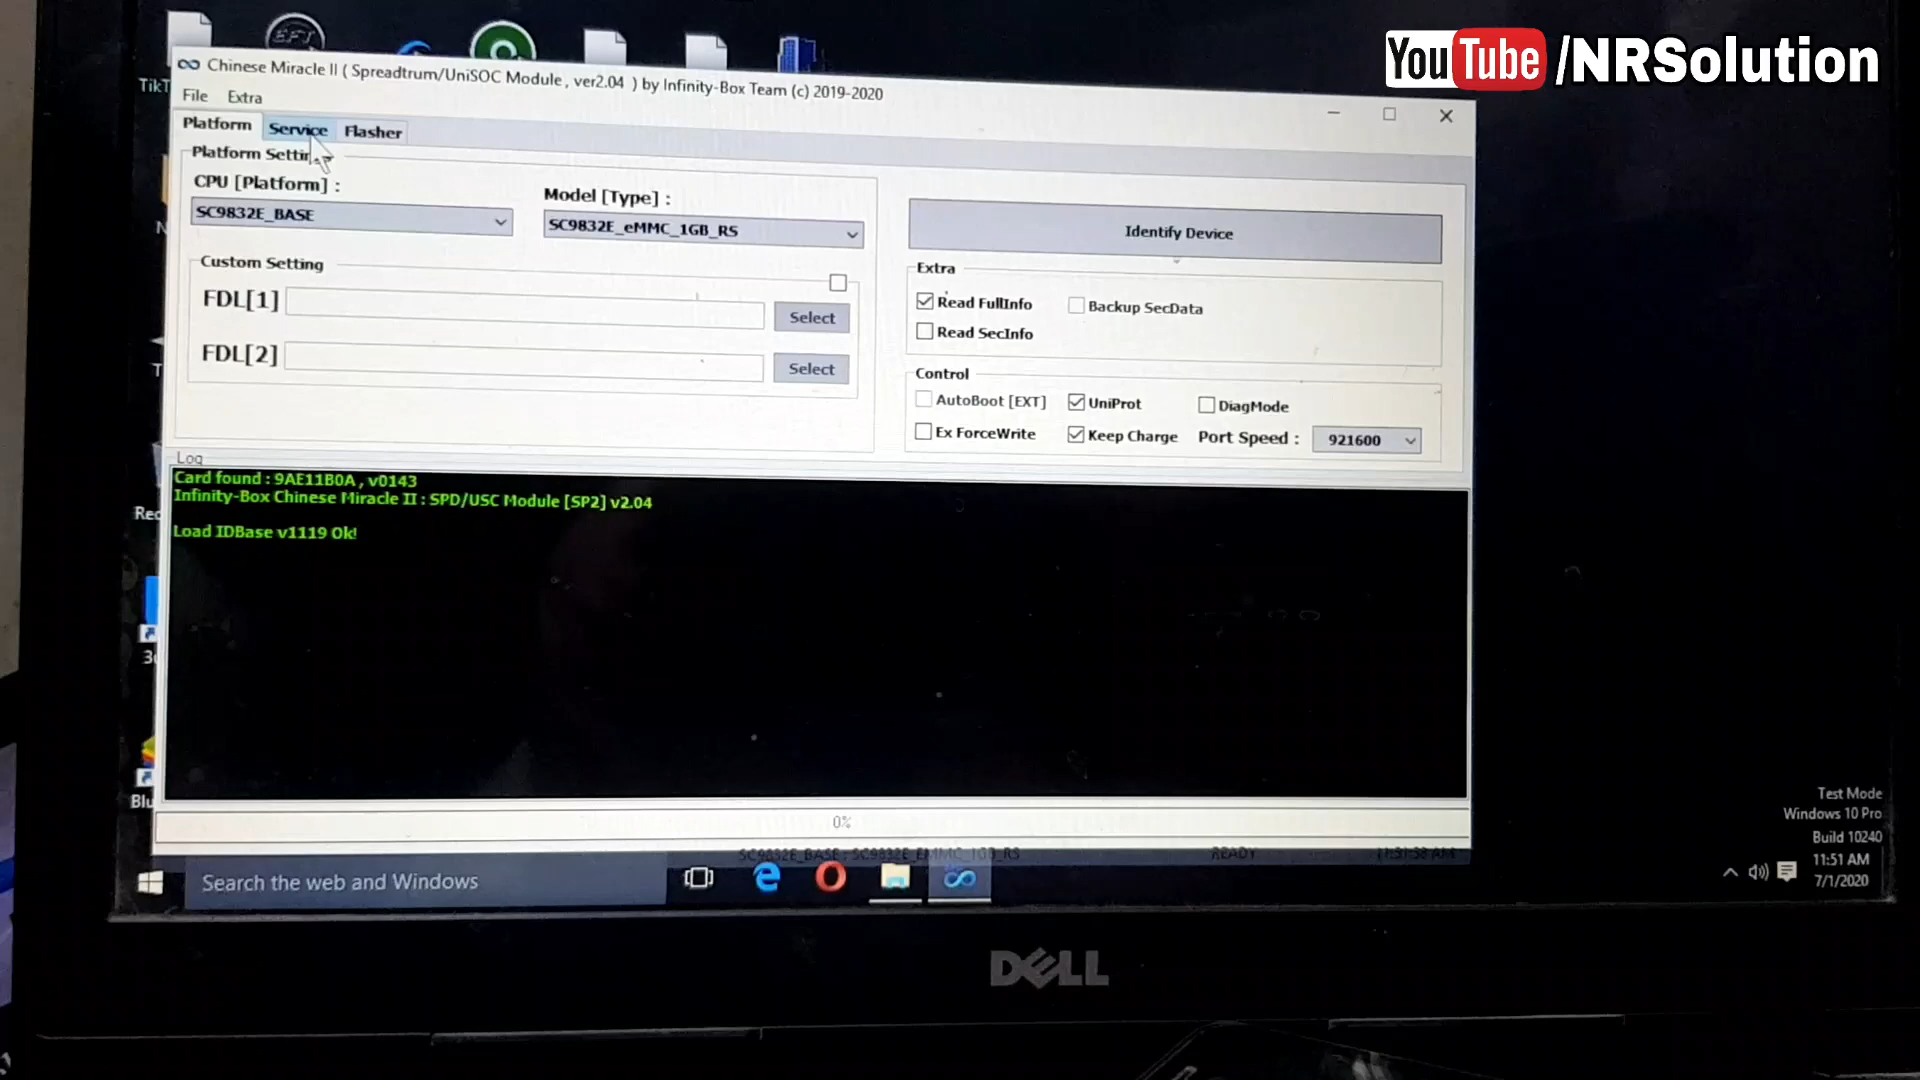 YouTube /NRSolution
EFT
Chinese Miracle II ( Spreadtrum/UniSOC Module , ver2.04 ) by Infinity-Box Team (c) 2019-2020
File Extra
Platform Service Flasher
CPU [Platform] :
SC9832E_BASE
Model [Type] :
SC9832E_eMMC_1GB_RS
Custom Setting
FDL[1]
Select
FDL[2]
Select
Identify Device
Extra
Read FullInfo
Backup SecData
Read SecInfo
Control
AutoBoot [EXT]
UniProt
DiagMode
Ex ForceWrite
Keep Charge
Port Speed :
921600
Log
Card found : 9AE11B0A , v0143
Infinity-Box Chinese Miracle II : SPD/USC Module [SP2] v2.04
Load IDBase v1119 Ok!
0%
SC9832E_BASE : SC9832E_EMMC_1GB_RS
READY
Search the web and Windows
Test Mode
Windows 10 Pro
Build 10240
11:51 AM
7/1/2020
DELL